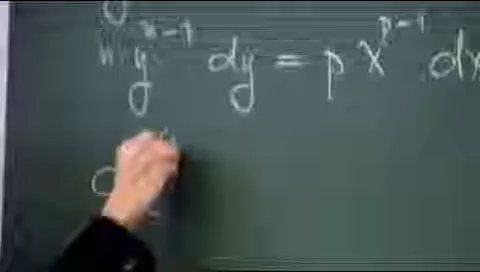 n y^{n-1} dy = p x^{p-1} dx